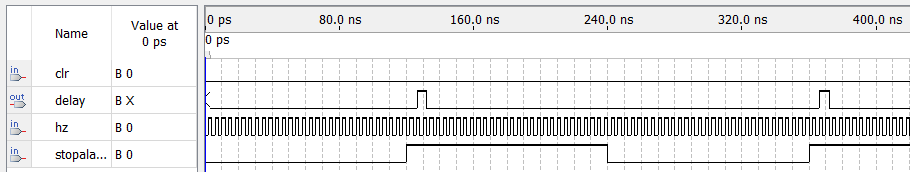 Name
Value at
0 ps
0 ps 80.0 ns 160.0 ns 240.0 ns 320.0 ns 400.0 ns
0 ps
in clr B 0
out delay B X
in hz B 0
in stopala... B 0